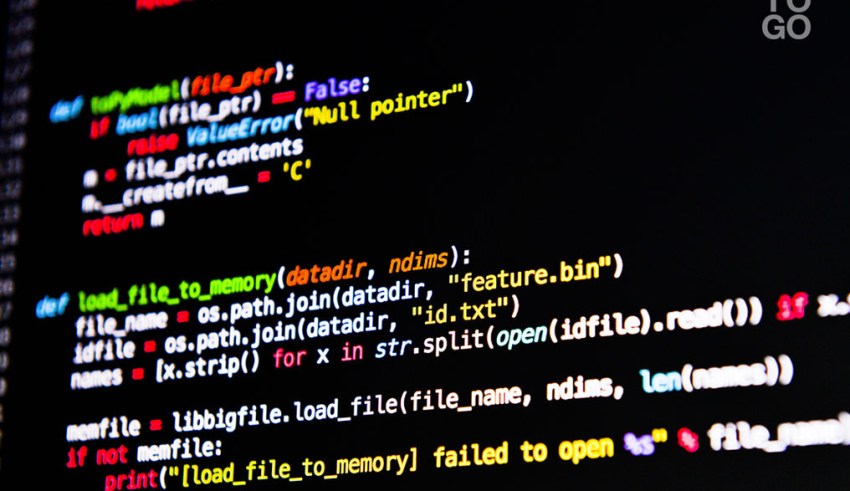 TO
GO
def toPyModel(file_ptr):
if bool(file_ptr) == False:
raise ValueError("Null pointer")
m = file_ptr.contents
m.__createfrom__ = 'C'
return m
def load_file_to_memory(datadir, ndims):
file_name = os.path.join(datadir, "feature.bin")
idfile = os.path.join(datadir, "id.txt")
names = [x.strip() for x in str.split(open(idfile).read()) if x.
memfile = libbigfile.load_file(file_name, ndims, len(names))
if not memfile:
print("[load_file_to_memory] failed to open %s" % file_name)